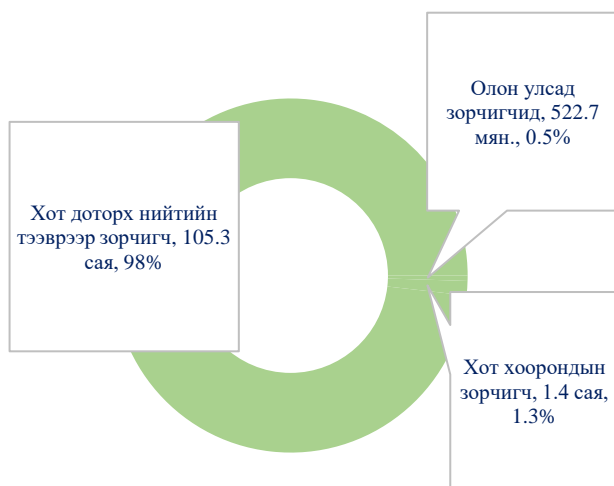 Олон улсад
зорчигчид, 522.7
мян., 0.5%
Хот доторх нийтийн
тээврээр зорчигч, 105.3
сая, 98%
Хот хоорондын
зорчигч, 1.4 сая,
1.3%